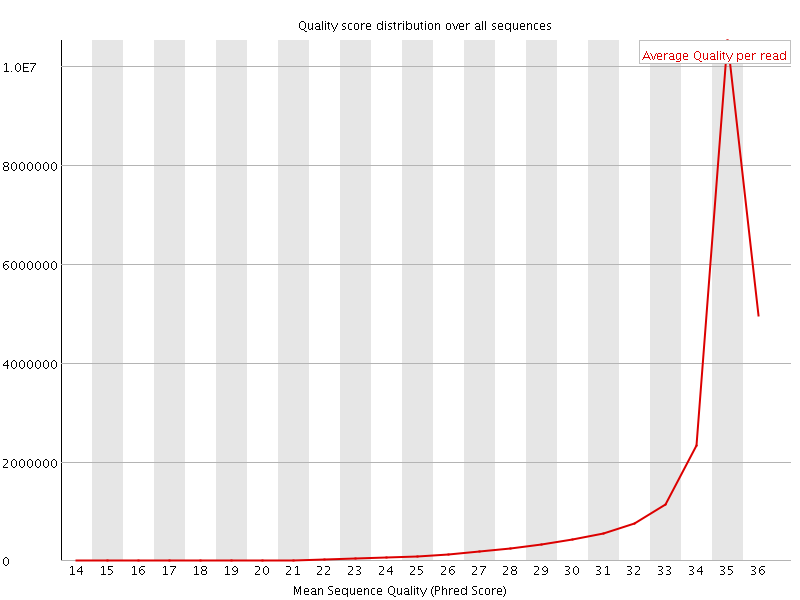 Quality score distribution over all sequences
Average Quality per read
1.0E7
8000000
6000000
4000000
2000000
0
14 15 16 17 18 19 20 21 22 23 24 25 26 27 28 29 30 31 32 33 34 35 36
Mean Sequence Quality (Phred Score)